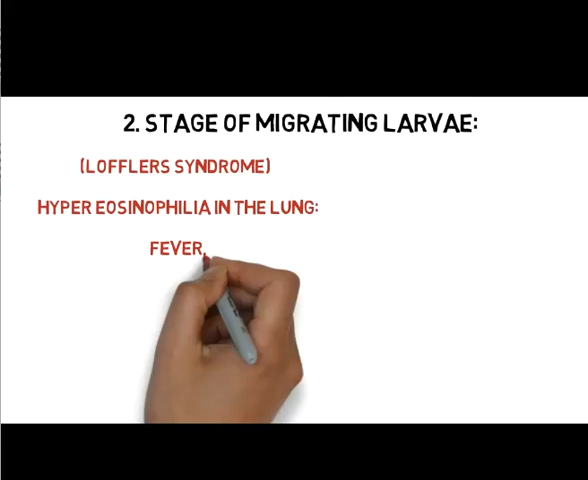 2. STAGE OF MIGRATING LARVAE:
(LOFFLERS SYNDROME)
HYPER EOSINOPHILIA IN THE LUNG:
FEVER,